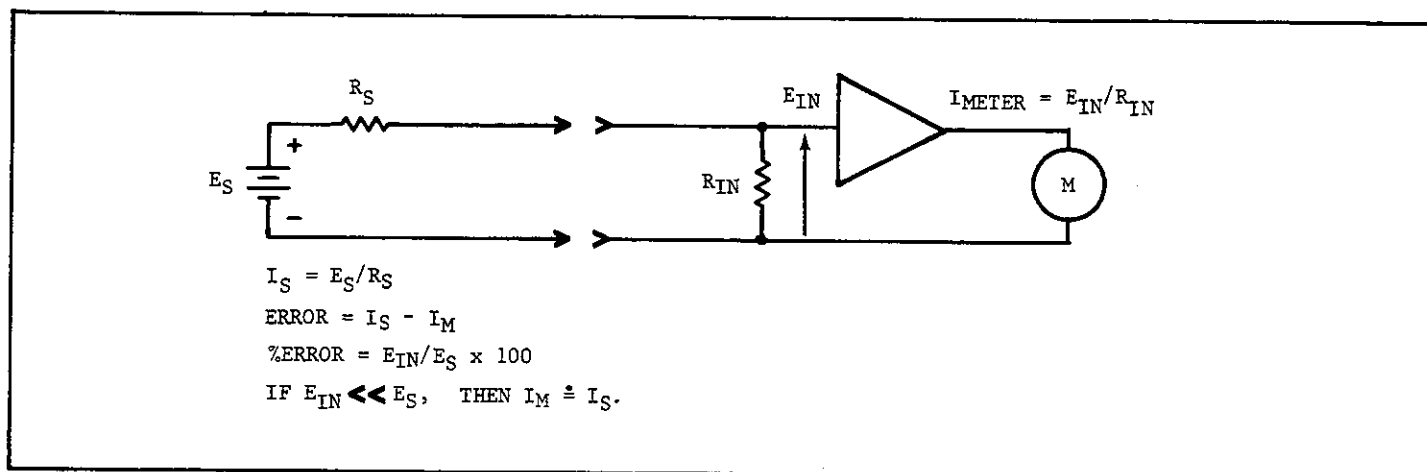 R_S
E_IN
I_METER = E_IN/R_IN
+
E_S
R_IN
M
−
I_S = E_S/R_S
ERROR = I_S - I_M
%ERROR = E_IN/E_S x 100
IF E_IN << E_S, THEN I_M ≐ I_S.